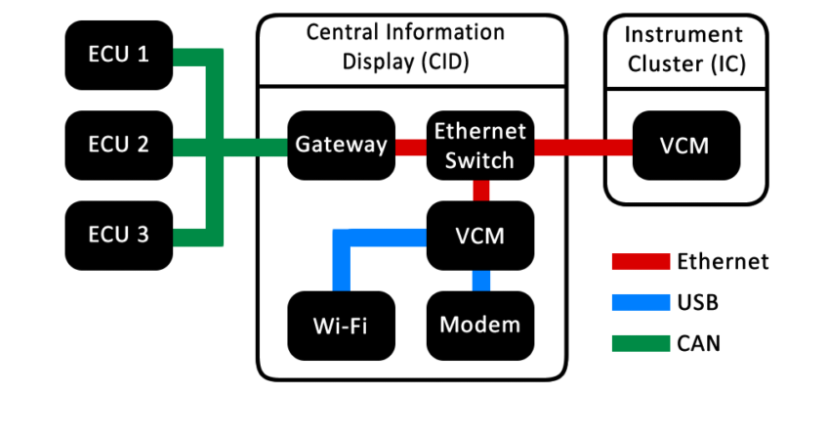 ECU 1
ECU 2
ECU 3
Central Information
Display (CID)
Gateway
Ethernet
Switch
VCM
Wi-Fi
Modem
Instrument
Cluster (IC)
VCM
Ethernet
USB
CAN